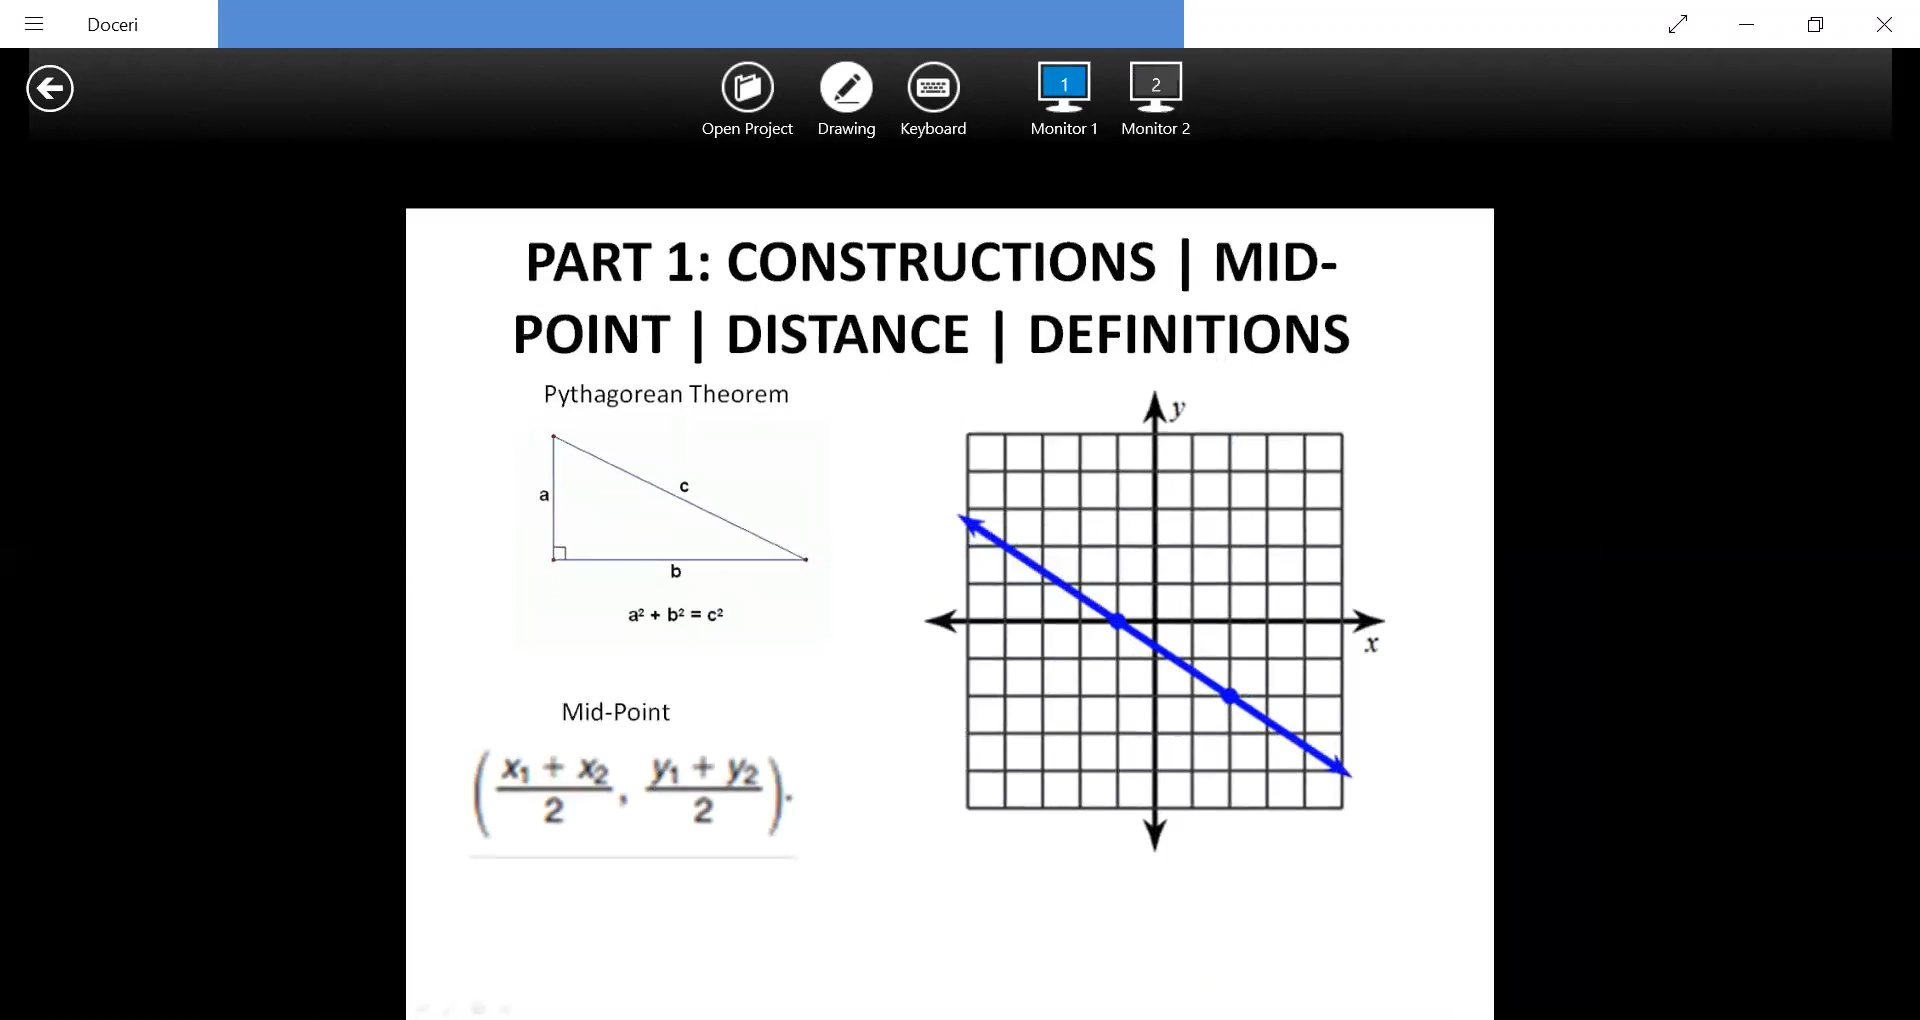 Doceri
Open Project
Drawing
Keyboard
1
Monitor 1
2
Monitor 2
PART 1: CONSTRUCTIONS | MID-
POINT | DISTANCE | DEFINITIONS
Pythagorean Theorem
a
c
b
a² + b² = c²
Mid-Point
(x₁ + x₂ / 2, y₁ + y₂ / 2).
y
x